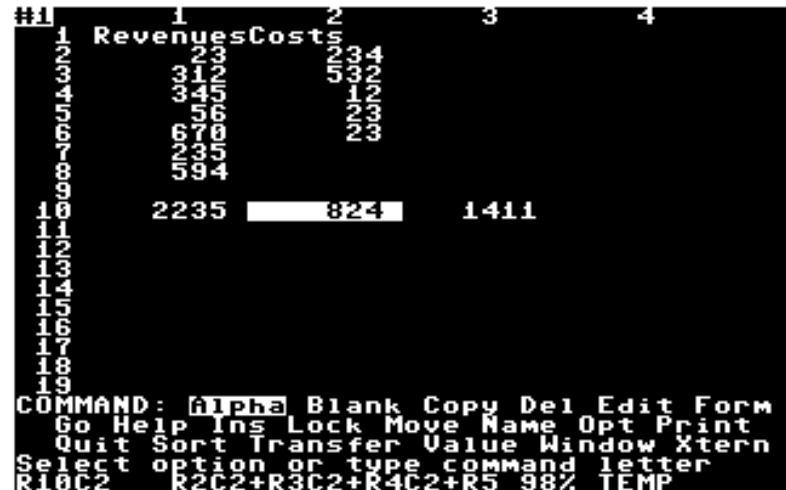 #1 1 2 3 4
1 RevenuesCosts
2 23 234
3 312 532
4 345 12
5 56 23
6 670 23
7 235
8 594
9
10 2235 824 1411
11
12
13
14
15
16
17
18
19
COMMAND: Alpha Blank Copy Del Edit Form
Go Help Ins Lock Move Name Opt Print
Quit Sort Transfer Value Window Xtern
Select option or type command letter
R10C2 R2C2+R3C2+R4C2+R5 98% TEMP